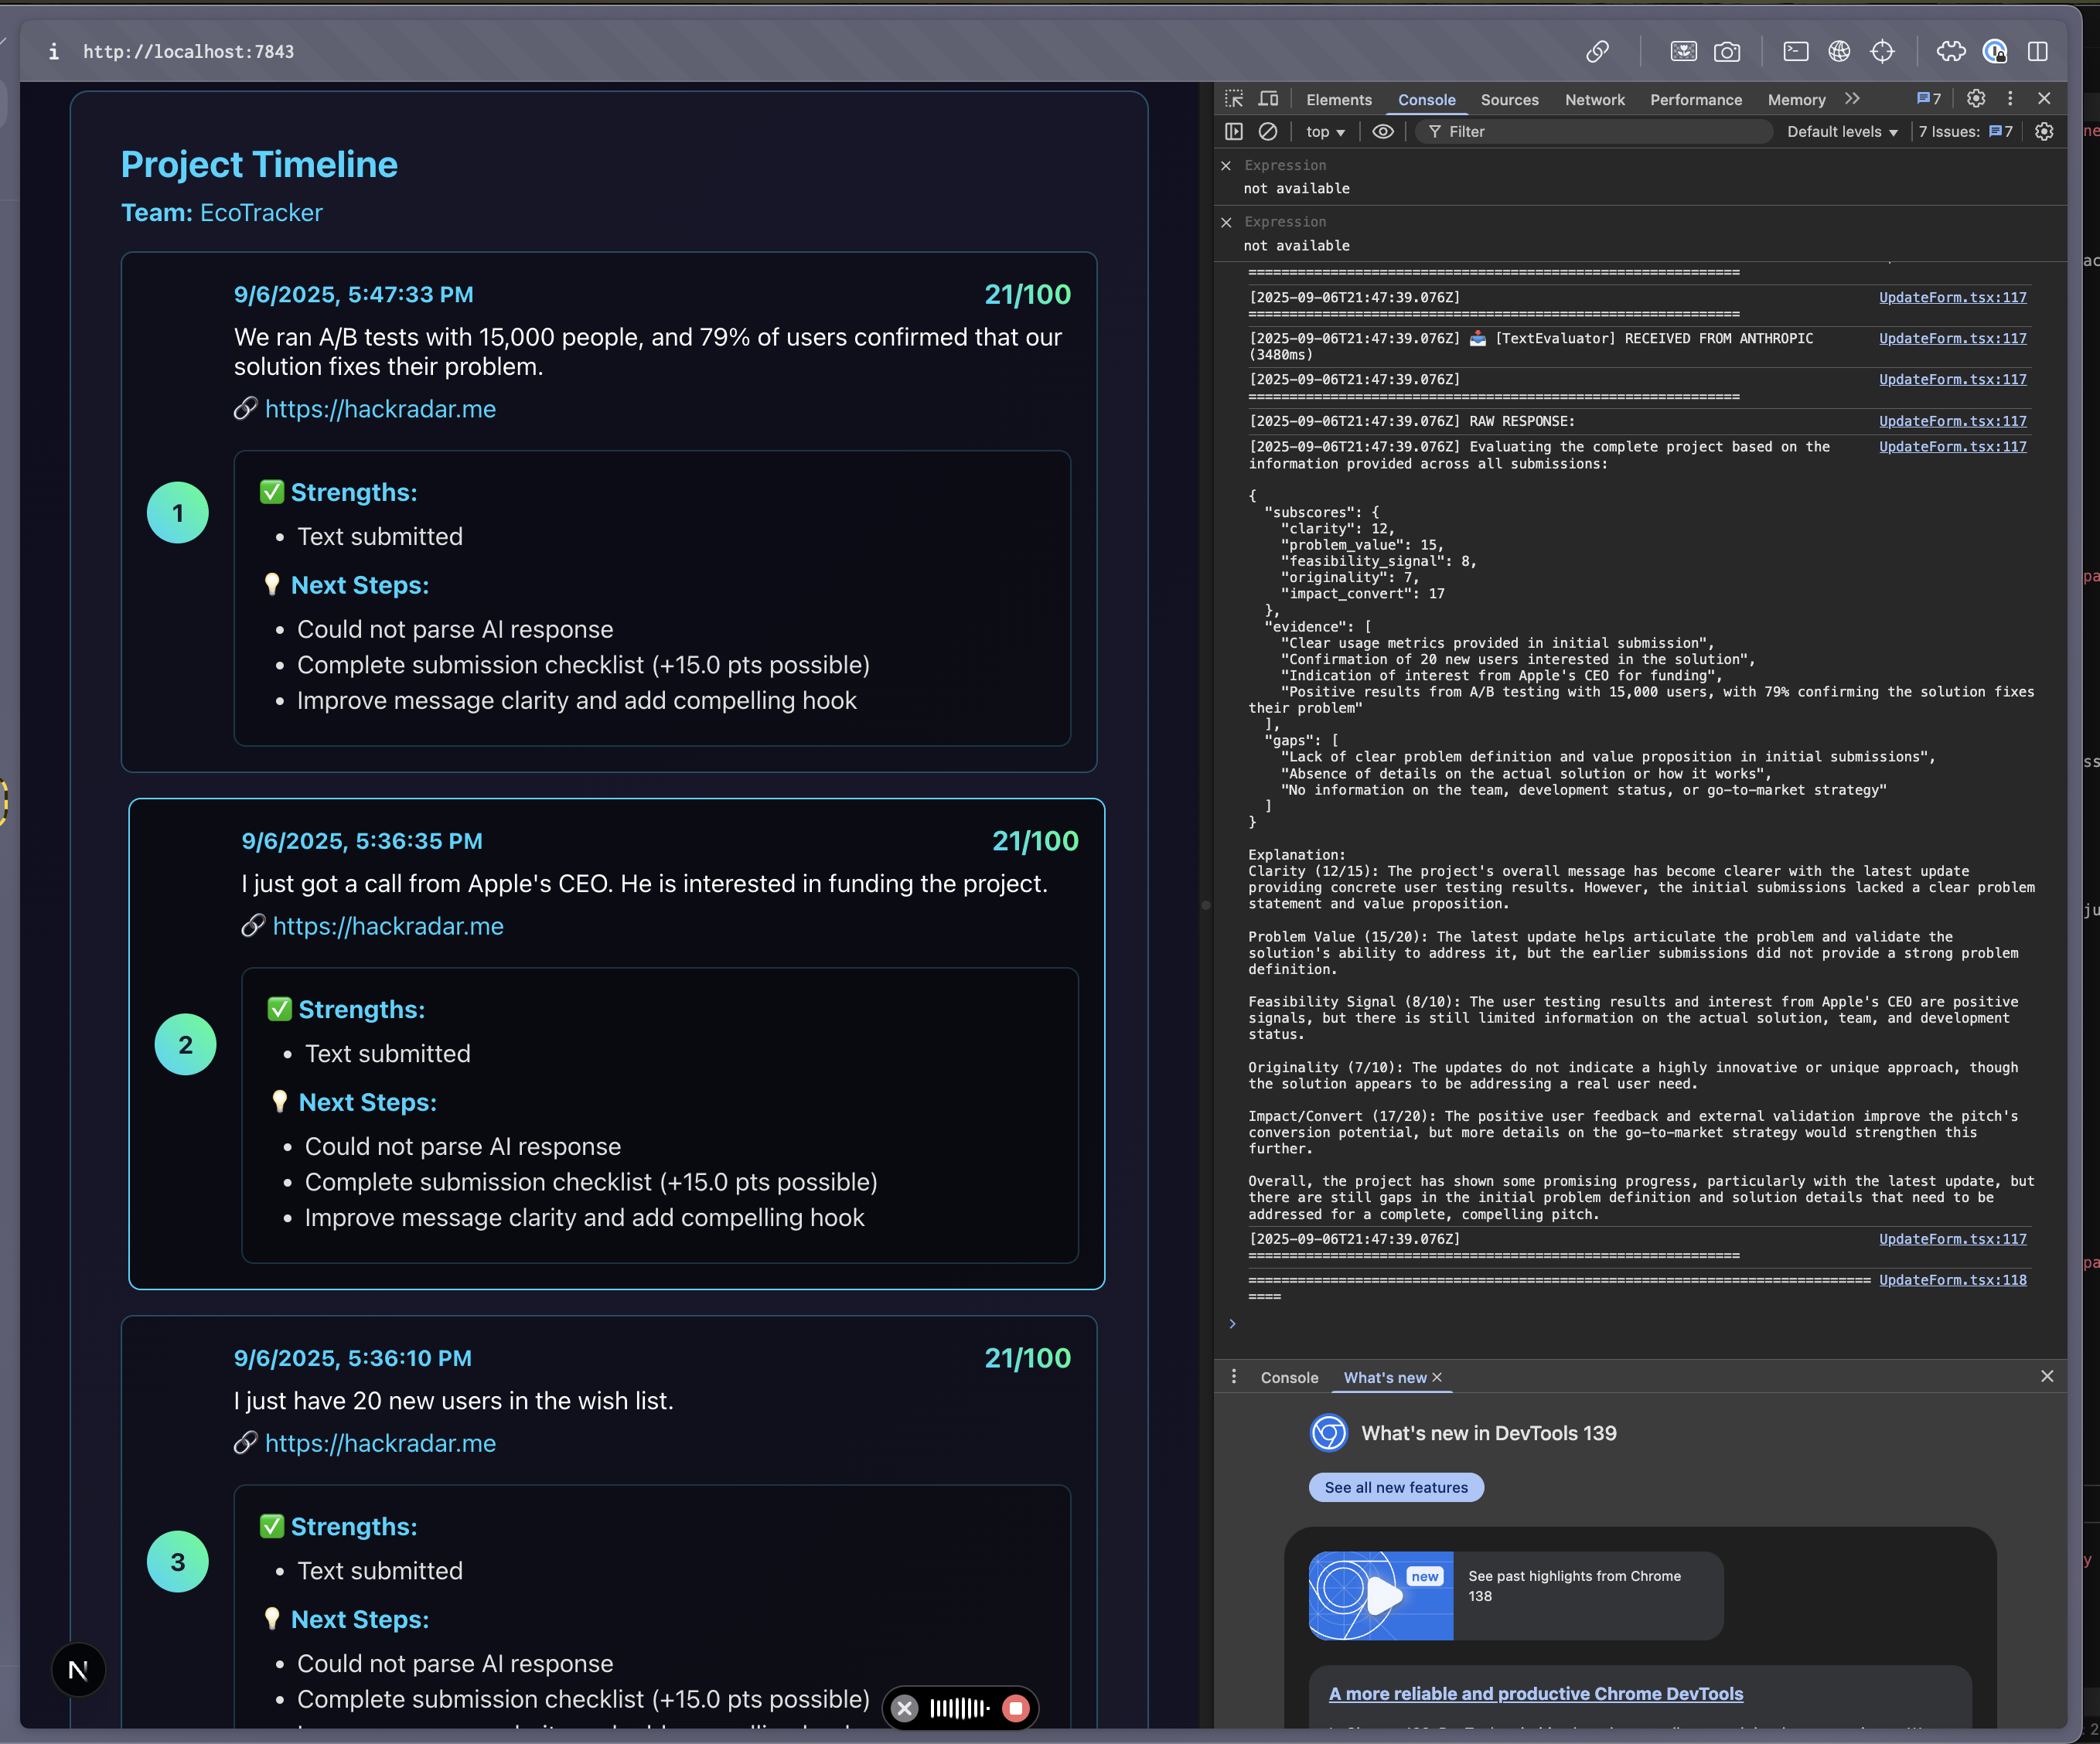 http://localhost:7843
Project Timeline
Team: EcoTracker
9/6/2025, 5:47:33 PM
21/100
We ran A/B tests with 15,000 people, and 79% of users confirmed that our
solution fixes their problem.
https://hackradar.me
1
Strengths:
Text submitted
Next Steps:
Could not parse AI response
Complete submission checklist (+15.0 pts possible)
Improve message clarity and add compelling hook
9/6/2025, 5:36:35 PM
21/100
I just got a call from Apple's CEO. He is interested in funding the project.
https://hackradar.me
2
Strengths:
Text submitted
Next Steps:
Could not parse AI response
Complete submission checklist (+15.0 pts possible)
Improve message clarity and add compelling hook
9/6/2025, 5:36:10 PM
21/100
I just have 20 new users in the wish list.
https://hackradar.me
3
Strengths:
Text submitted
Next Steps:
Could not parse AI response
Complete submission checklist (+15.0 pts possible)
N
Elements
Console
Sources
Network
Performance
Memory
7
top
Filter
Default levels
7 Issues:
7
Expression
not available
Expression
not available
============================================================
[2025-09-06T21:47:39.076Z] UpdateForm.tsx:117
============================================================
[2025-09-06T21:47:39.076Z] 📥 [TextEvaluator] RECEIVED FROM ANTHROPIC UpdateForm.tsx:117
(3480ms)
[2025-09-06T21:47:39.076Z] UpdateForm.tsx:117
============================================================
[2025-09-06T21:47:39.076Z] RAW RESPONSE: UpdateForm.tsx:117
[2025-09-06T21:47:39.076Z] Evaluating the complete project based on the UpdateForm.tsx:117
information provided across all submissions:
{
"subscores": {
"clarity": 12,
"problem_value": 15,
"feasibility_signal": 8,
"originality": 7,
"impact_convert": 17
},
"evidence": [
"Clear usage metrics provided in initial submission",
"Confirmation of 20 new users interested in the solution",
"Indication of interest from Apple's CEO for funding",
"Positive results from A/B testing with 15,000 users, with 79% confirming the solution fixes
their problem"
],
"gaps": [
"Lack of clear problem definition and value proposition in initial submissions",
"Absence of details on the actual solution or how it works",
"No information on the team, development status, or go-to-market strategy"
]
}
Explanation:
Clarity (12/15): The project's overall message has become clearer with the latest update
providing concrete user testing results. However, the initial submissions lacked a clear problem
statement and value proposition.
Problem Value (15/20): The latest update helps articulate the problem and validate the
solution's ability to address it, but the earlier submissions did not provide a strong problem
definition.
Feasibility Signal (8/10): The user testing results and interest from Apple's CEO are positive
signals, but there is still limited information on the actual solution, team, and development
status.
Originality (7/10): The updates do not indicate a highly innovative or unique approach, though
the solution appears to be addressing a real user need.
Impact/Convert (17/20): The positive user feedback and external validation improve the pitch's
conversion potential, but more details on the go-to-market strategy would strengthen this
further.
Overall, the project has shown some promising progress, particularly with the latest update, but
there are still gaps in the initial problem definition and solution details that need to be
addressed for a complete, compelling pitch.
[2025-09-06T21:47:39.076Z] UpdateForm.tsx:117
============================================================
============================================================================ UpdateForm.tsx:118
====
Console
What's new
What's new in DevTools 139
See all new features
new
See past highlights from Chrome
138
A more reliable and productive Chrome DevTools